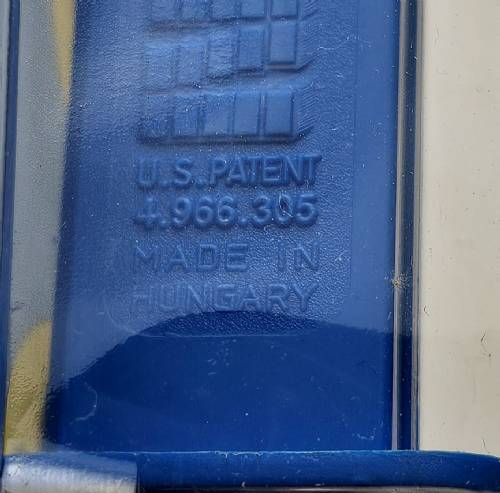 U.S.PATENT
4.966.305
MADE IN
HUNGARY